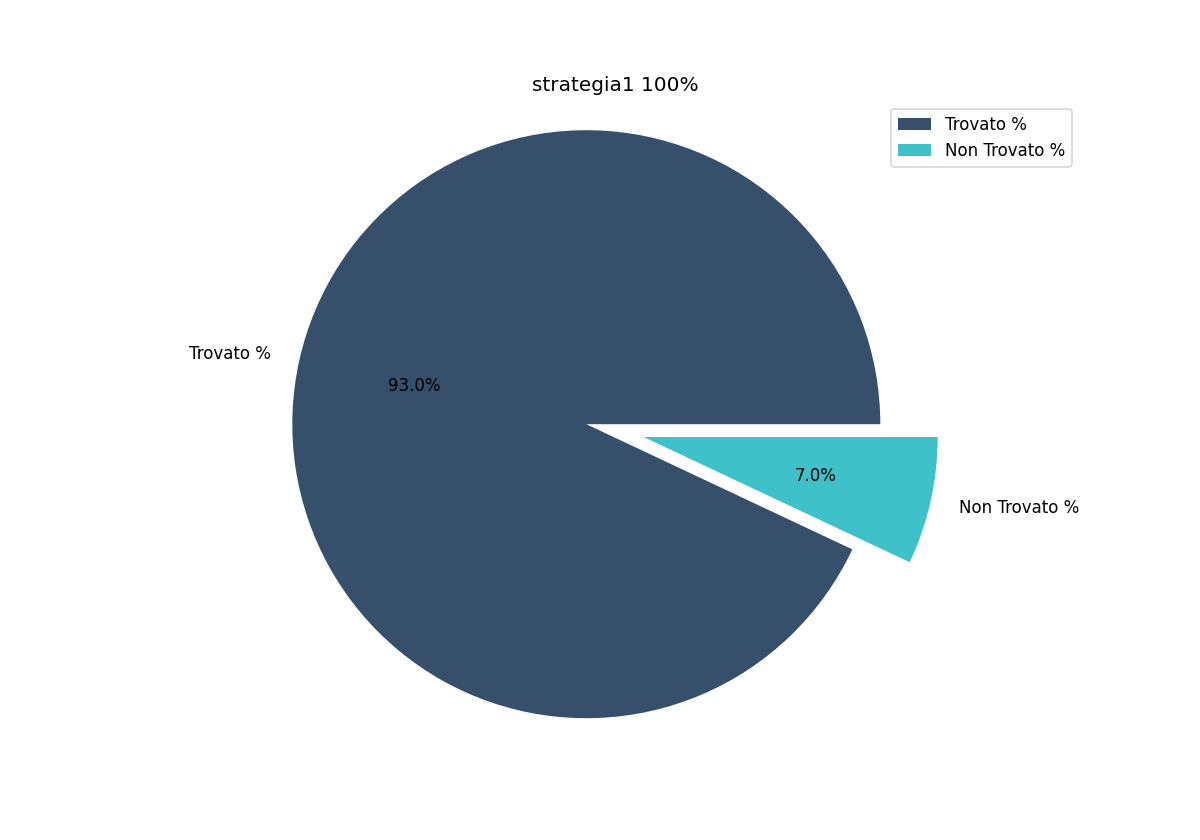 strategia1 100%
Trovato %
Non Trovato %
Trovato %
93.0%
7.0%
Non Trovato %